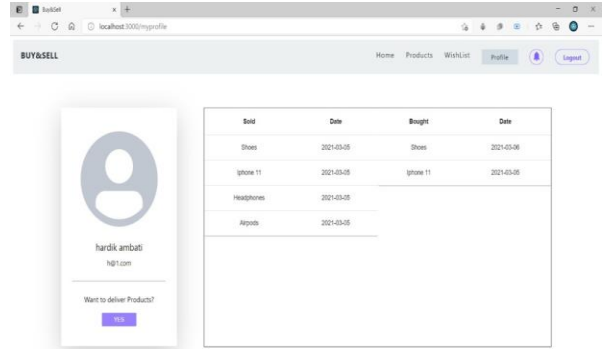 Buy&Sell
localhost:3000/myprofile
BUY&SELL Home Products WishList Profile Logout
Sold Date Bought Date
Shoes 2021-03-05 Shoes 2021-03-06
Iphone 11 2021-03-05 Iphone 11 2021-03-05
Headphones 2021-03-05
Airpods 2021-03-05
hardik ambati
h@1.com
Want to deliver Products?
YES